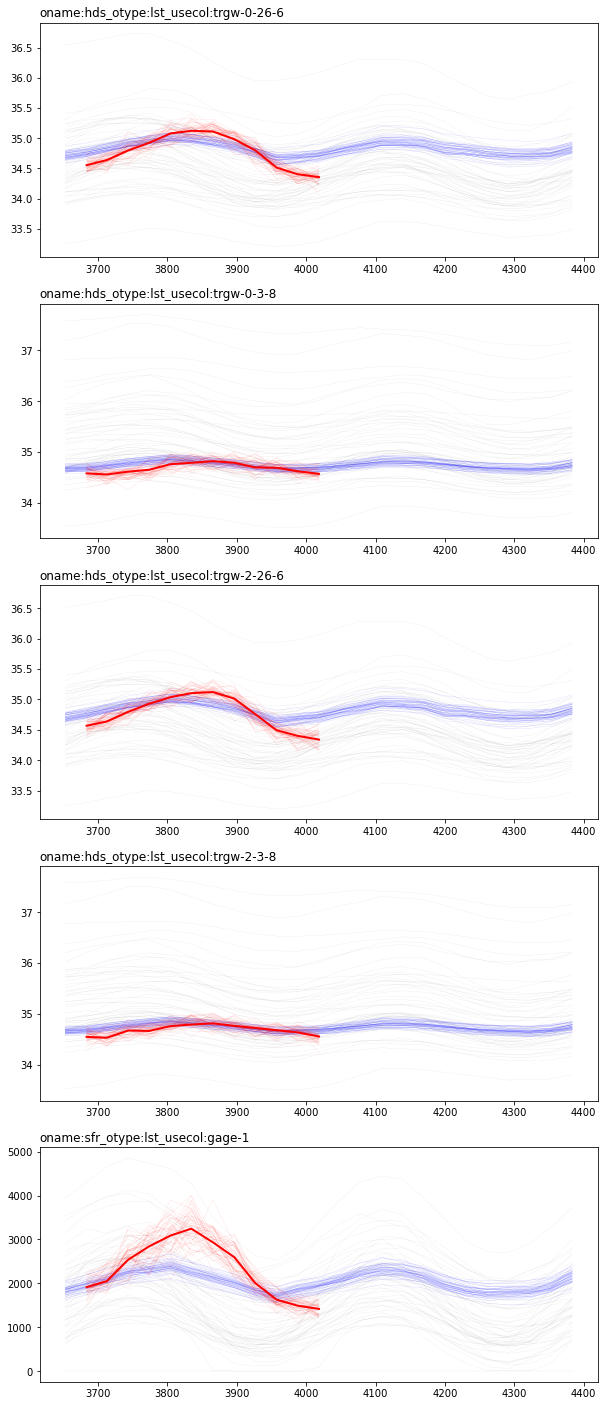 oname:hds_otype:lst_usecol:trgw-0-26-6
36.5
36.0
35.5
35.0
34.5
34.0
33.5
3700 3800 3900 4000 4100 4200 4300 4400
oname:hds_otype:lst_usecol:trgw-0-3-8
37
36
35
34
3700 3800 3900 4000 4100 4200 4300 4400
oname:hds_otype:lst_usecol:trgw-2-26-6
36.5
36.0
35.5
35.0
34.5
34.0
33.5
3700 3800 3900 4000 4100 4200 4300 4400
oname:hds_otype:lst_usecol:trgw-2-3-8
37
36
35
34
3700 3800 3900 4000 4100 4200 4300 4400
oname:sfr_otype:lst_usecol:gage-1
5000
4000
3000
2000
1000
0
3700 3800 3900 4000 4100 4200 4300 4400